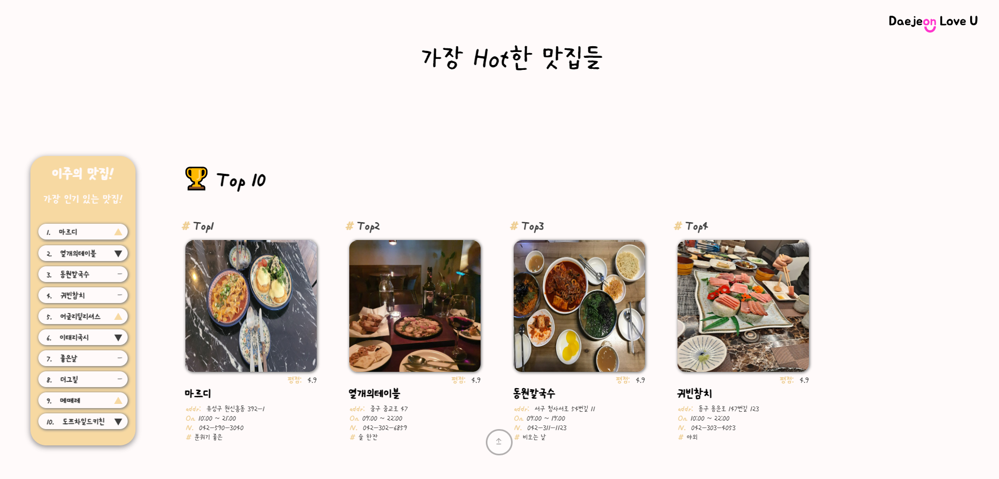 Daejeon Love U
가장 Hot한 맛집들
이주의 맛집!
가장 인기 있는 맛집!
1. 마르디 ▲
2. 열개의테이블 ▼
3. 동원칼국수 -
4. 귀빈참치 -
5. 어글리딜리셔스 ▲
6. 이태리국시 ▼
7. 좋은날 -
8. 더그릴 -
9. 메떼레 ▲
10. 도프차일드키친 ▼
Top 10
# Top1
평점: 4.9
마르디
addr: 유성구 원신흥동 392-1
On. 10:00 ~ 21:00
N. 042-590-3040
# 분위기 좋은
# Top2
평점: 4.9
열개의테이블
addr: 중구 중교로 47
On. 09:00 ~ 22:00
N. 042-302-6859
# 술 한잔
# Top3
평점: 4.9
동원칼국수
addr: 서구 청사서로 54번길 11
On. 09:00 ~ 19:00
N. 042-311-1123
# 비오는 날
# Top4
평점: 4.9
귀빈참치
addr: 동구 용운로 147번길 123
On. 10:00 ~ 22:00
N. 042-303-4053
# 야외